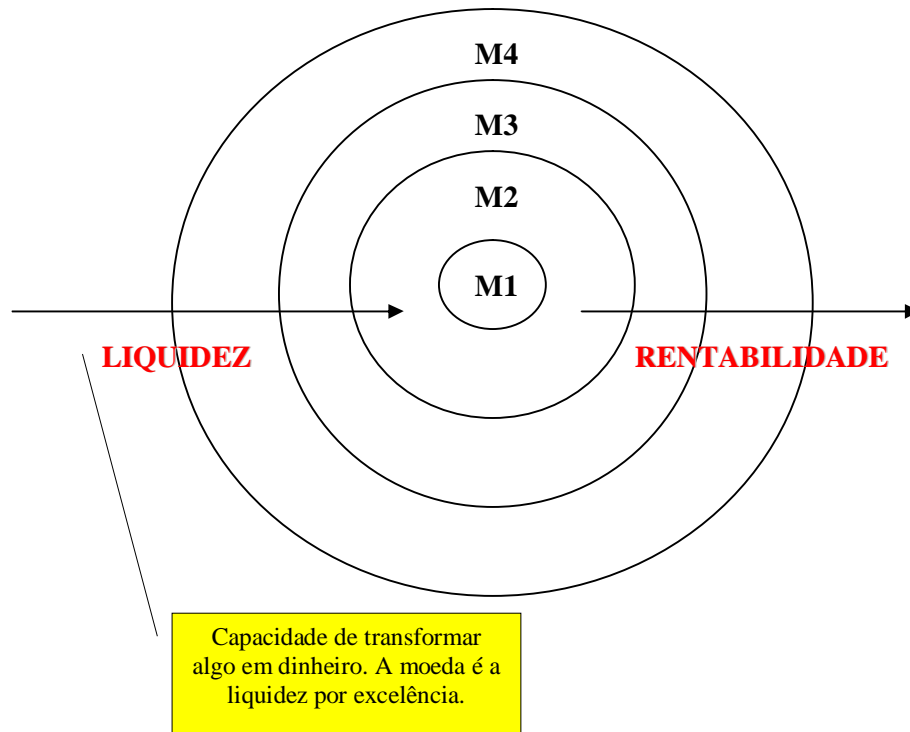 M4
M3
M2
M1
LIQUIDEZ
RENTABILIDADE
Capacidade de transformar
algo em dinheiro. A moeda é a
liquidez por excelência.